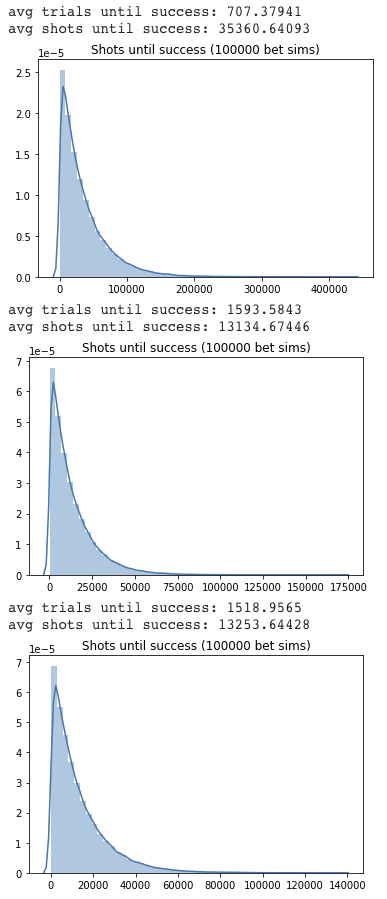 avg trials until success: 707.37941
avg shots until success: 35360.64093
Shots until success (100000 bet sims)
1e-5
2.5
2.0
1.5
1.0
0.5
0.0
0 100000 200000 300000 400000
avg trials until success: 1593.5843
avg shots until success: 13134.67446
Shots until success (100000 bet sims)
1e-5
7
6
5
4
3
2
1
0
0 25000 50000 75000 100000 125000 150000 175000
avg trials until success: 1518.9565
avg shots until success: 13253.64428
Shots until success (100000 bet sims)
1e-5
7
6
5
4
3
2
1
0
0 20000 40000 60000 80000 100000 120000 140000